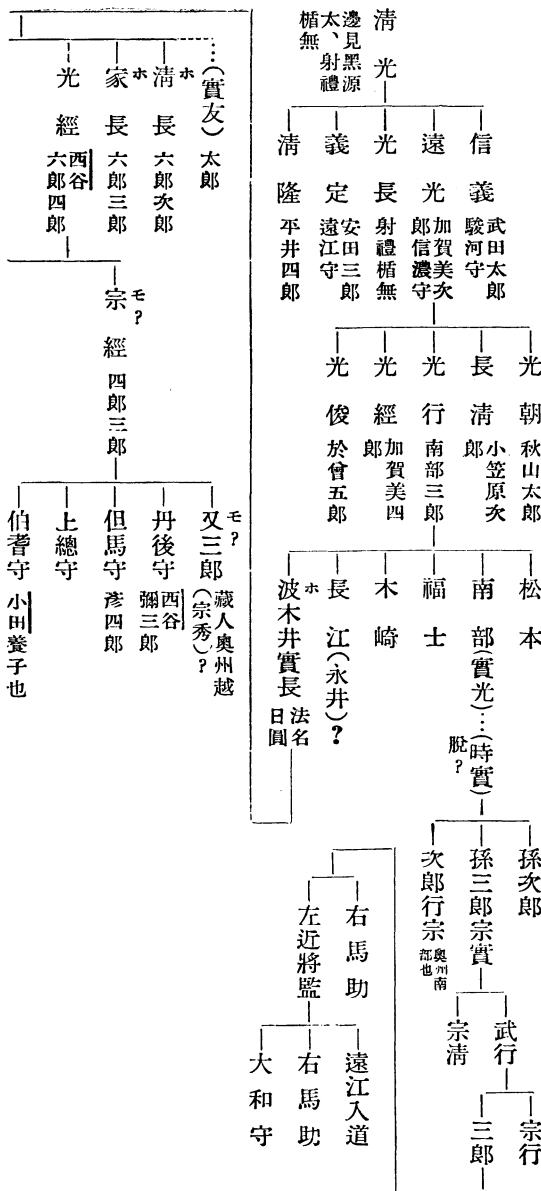 清光
邊見黑源
太、射禮
楯無
信義
武田太郎
駿河守
遠光
加賀美次
郎信濃守
光長
射禮楯無
義定
安田三郎
遠江守
清隆
平井四郎
光朝
秋山太郎
長清
小笠原次
郎
光行
南部三郎
光經
加賀美四
郎
光俊
於曾五郎
松本
南部(實光)…(時實)
脫?
福士
木崎
長江(永井)?
ホ
波木井實長
法名
日圓
孫次郎
孫三郎宗實
次郎行宗
奧州南
部也
武行
宗淸
宗行
三郎
右馬助
左近將監
遠江入道
右馬助
大和守
…(實友)
太郎
ホ
淸長
六郎次郎
ホ
家長
六郎三郎
光經
西谷
六郎四郎
モ?
宗經
四郎三郎
モ?
又三郎
藏人奧州越
(宗秀)?
丹後守
西谷
彌三郎
但馬守
彥四郎
上總守
伯耆守
小田養子也